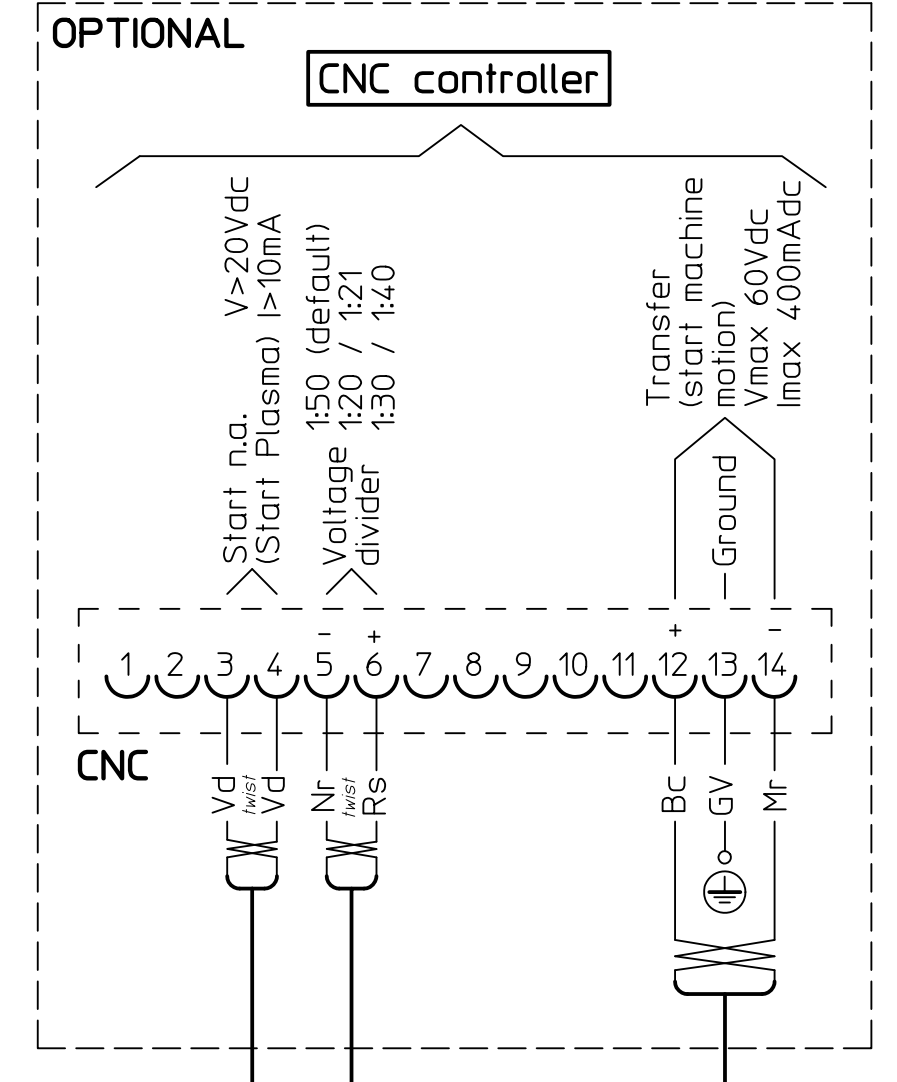 OPTIONAL
CNC controller
Start n.a. V>20Vdc
(Start Plasma) I>10mA
Voltage 1:50 (default)
divider 1:20 / 1:21
1:30 / 1:40
Transfer
(start machine
motion)
Vmax 60Vdc
Imax 400mAdc
Ground
- + + -
1 2 3 4 5 6 7 8 9 10 11 12 13 14
CNC
Vd twist Vd Nr twist Rs Bc GV Mr